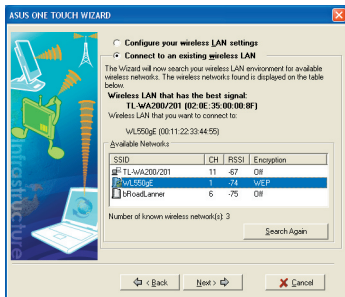 ASUS ONE TOUCH WIZARD
Configure your wireless LAN settings
Connect to an existing wireless LAN
The Wizard will now search your wireless LAN environment for available
wireless networks. The wireless networks found is displayed on the table
below.
Wireless LAN that has the best signal:
TL-WA200/201 (02:0E:35:00:00:8F)
Wireless LAN that you want to connect to:
WL550gE (00:11:22:33:44:55)
Available Networks
SSID CH RSSI Encryption
TL-WA200/201 11 -67 Off
WL550gE 1 -74 WEP
bRoadLanner 6 -75 Off
Number of known wireless network(s): 3
Search Again
< Back Next > Cancel
Infrastructure